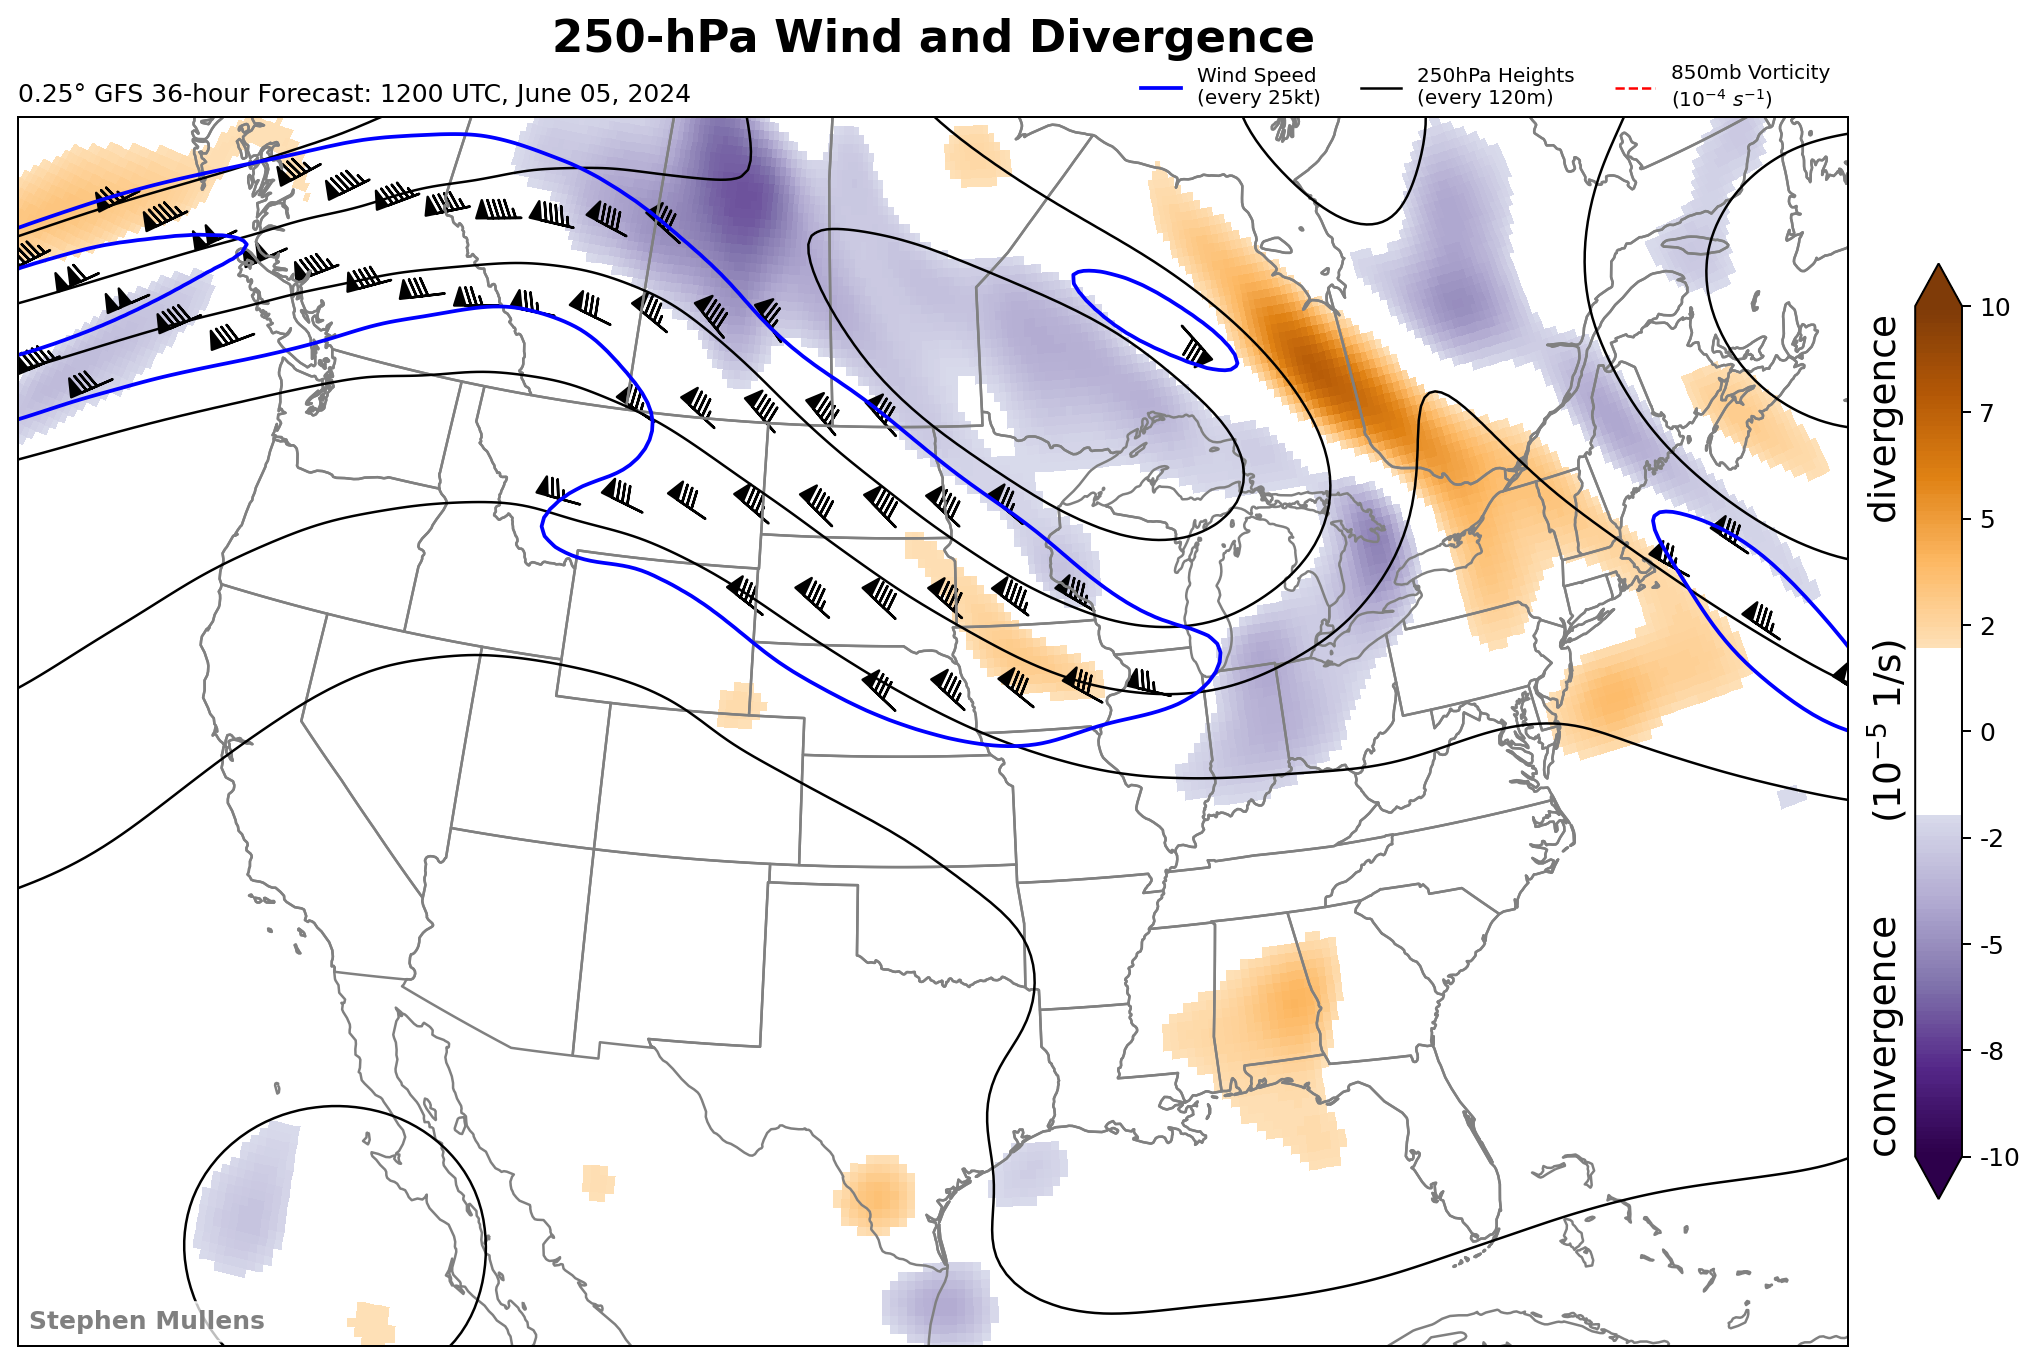 250-hPa Wind and Divergence
0.25° GFS 36-hour Forecast: 1200 UTC, June 05, 2024
Wind Speed
(every 25kt)
250hPa Heights
(every 120m)
850mb Vorticity
(10⁻⁴ s⁻¹)
10
7
5
2
0
-2
-5
-8
-10
convergence (10⁻⁵ 1/s) divergence
Stephen Mullens